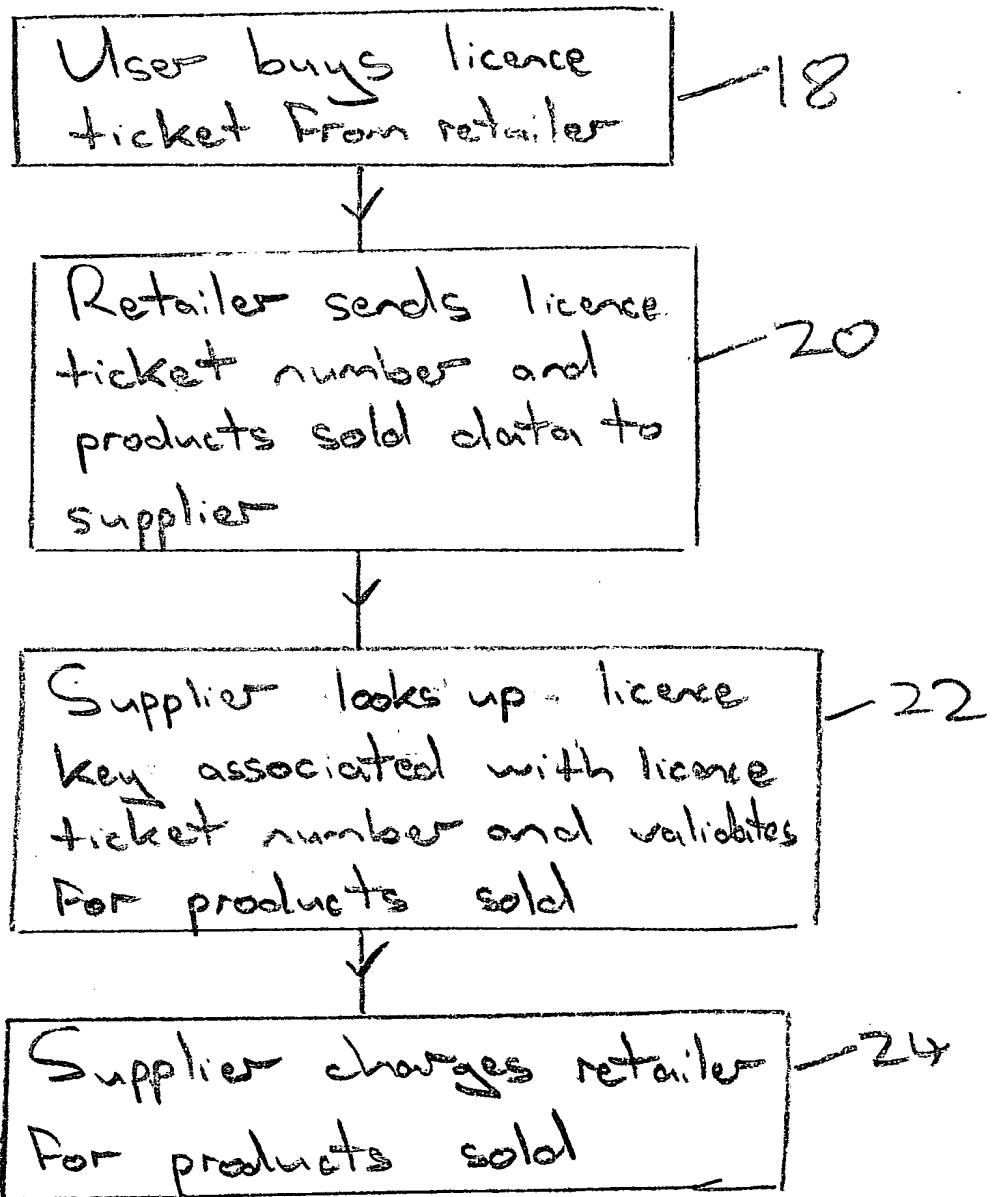 User buys licence
ticket From retailer
18
Retailer sends licence
ticket number and
products sold data to
supplier
20
Supplier looks up licence
key associated with licence
ticket number and validates
For products sold
22
Supplier charges retailer
For products sold
24